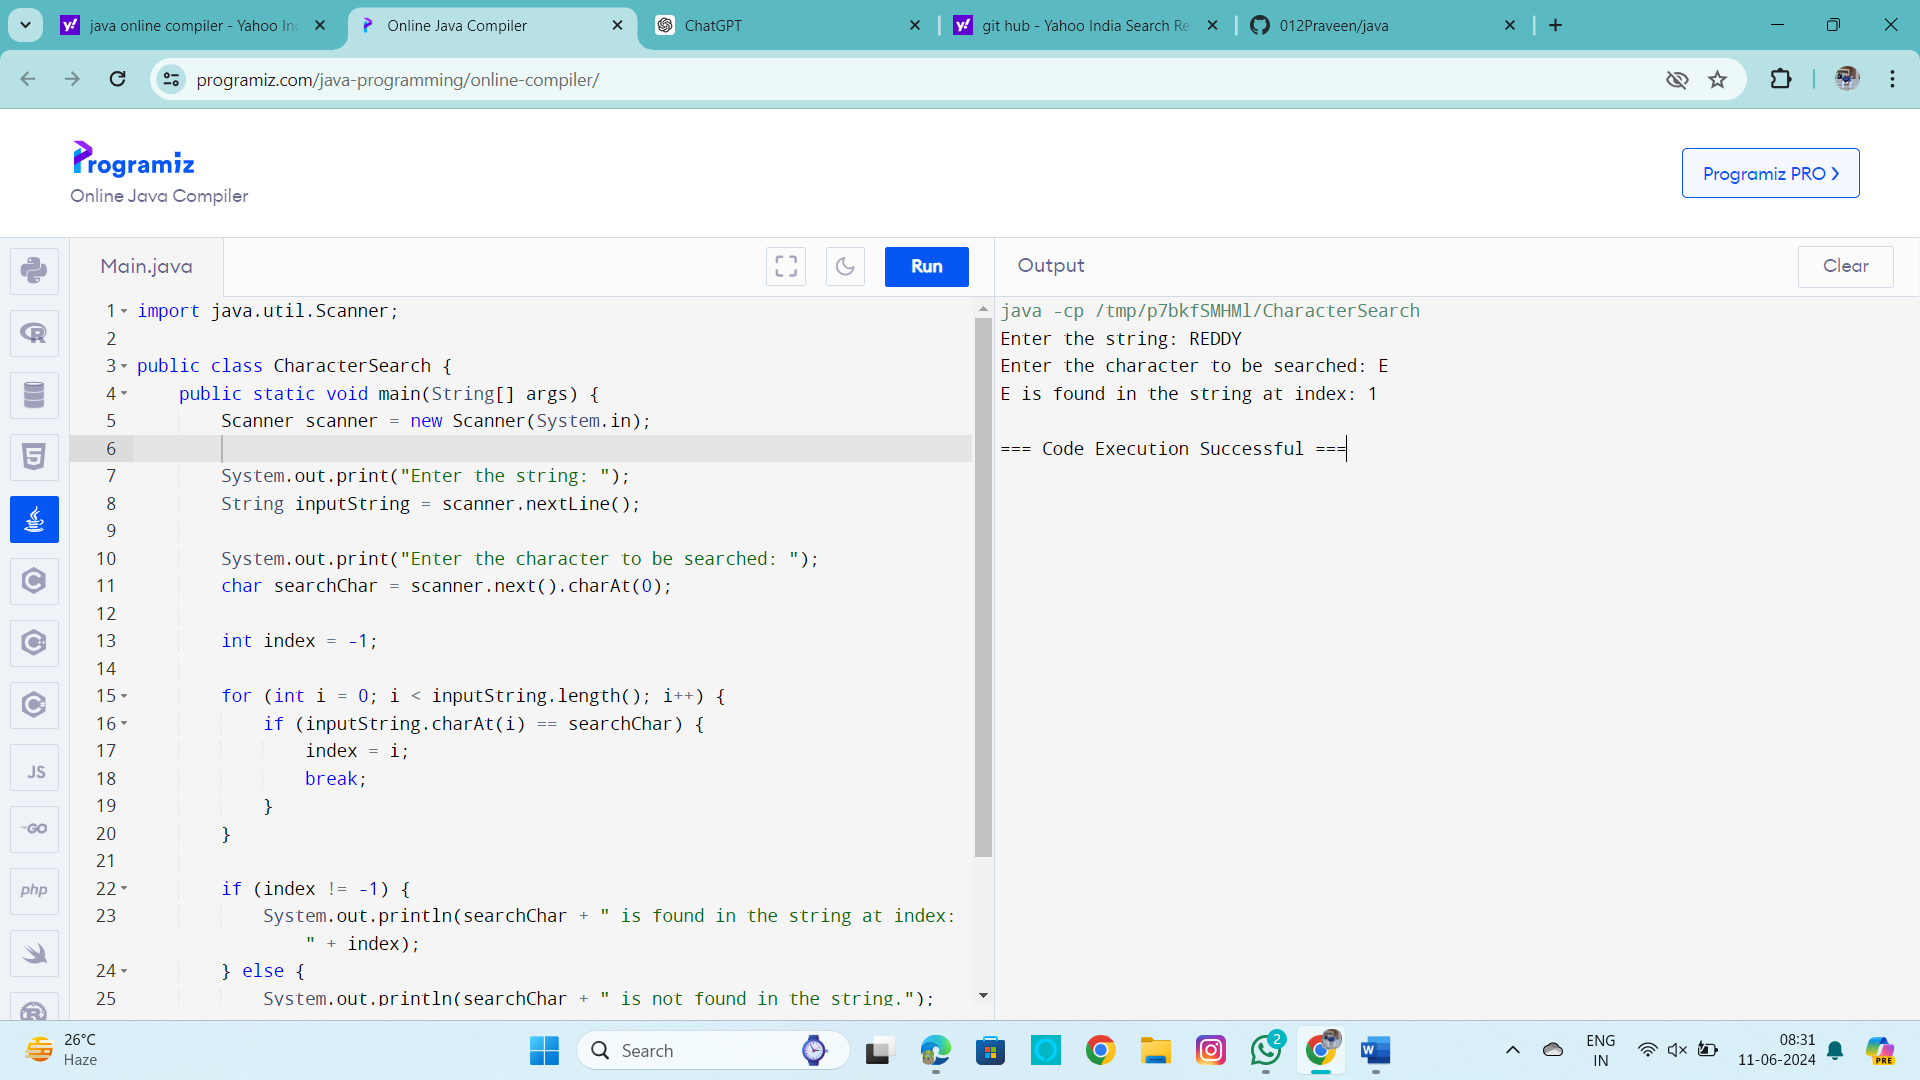 java online compiler - Yahoo In
Online Java Compiler
ChatGPT
git hub - Yahoo India Search Re
012Praveen/java
programiz.com/java-programming/online-compiler/
Programiz
Online Java Compiler
Programiz PRO
Main.java
Run
Output
Clear
1 import java.util.Scanner;
2
3 public class CharacterSearch {
4 public static void main(String[] args) {
5 Scanner scanner = new Scanner(System.in);
6
7 System.out.print("Enter the string: ");
8 String inputString = scanner.nextLine();
9
10 System.out.print("Enter the character to be searched: ");
11 char searchChar = scanner.next().charAt(0);
12
13 int index = -1;
14
15 for (int i = 0; i < inputString.length(); i++) {
16 if (inputString.charAt(i) == searchChar) {
17 index = i;
18 break;
19 }
20 }
21
22 if (index != -1) {
23 System.out.println(searchChar + " is found in the string at index:
" + index);
24 } else {
25 System.out.println(searchChar + " is not found in the string.");
java -cp /tmp/p7bkfSMHMl/CharacterSearch
Enter the string: REDDY
Enter the character to be searched: E
E is found in the string at index: 1
=== Code Execution Successful ===
JS
GO
php
26°C
Haze
Search
2
W
ENG
IN
08:31
11-06-2024
PRE